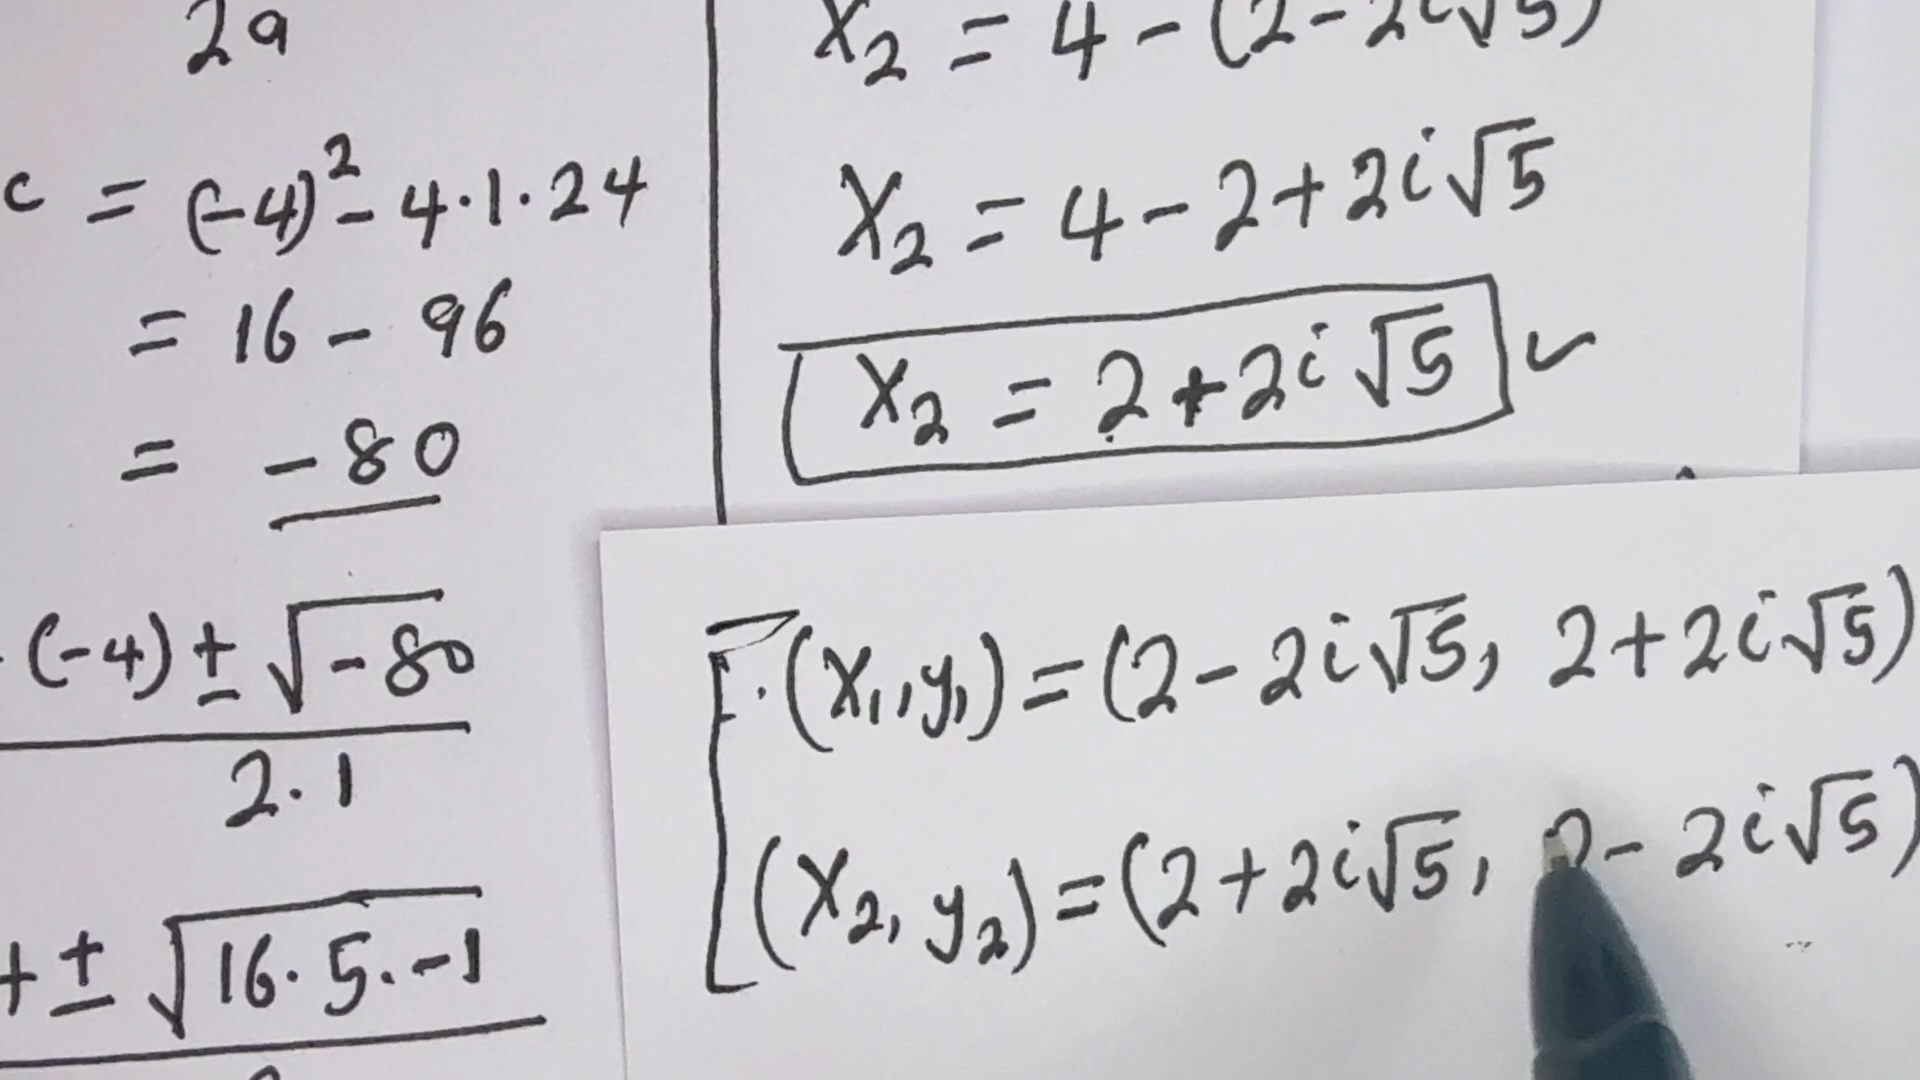 2a
c = (-4)² - 4·1·24
= 16 - 96
= -80
(-4) ± √-80
2·1
+ ± √16·5·-1
X₂ = 4 - (2 - 2i√5)
X₂ = 4 - 2 + 2i√5
X₂ = 2 + 2i√5 ✓
(X₁, y₁) = (2 - 2i√5, 2 + 2i√5)
(X₂, y₂) = (2 + 2i√5, 2 - 2i√5)